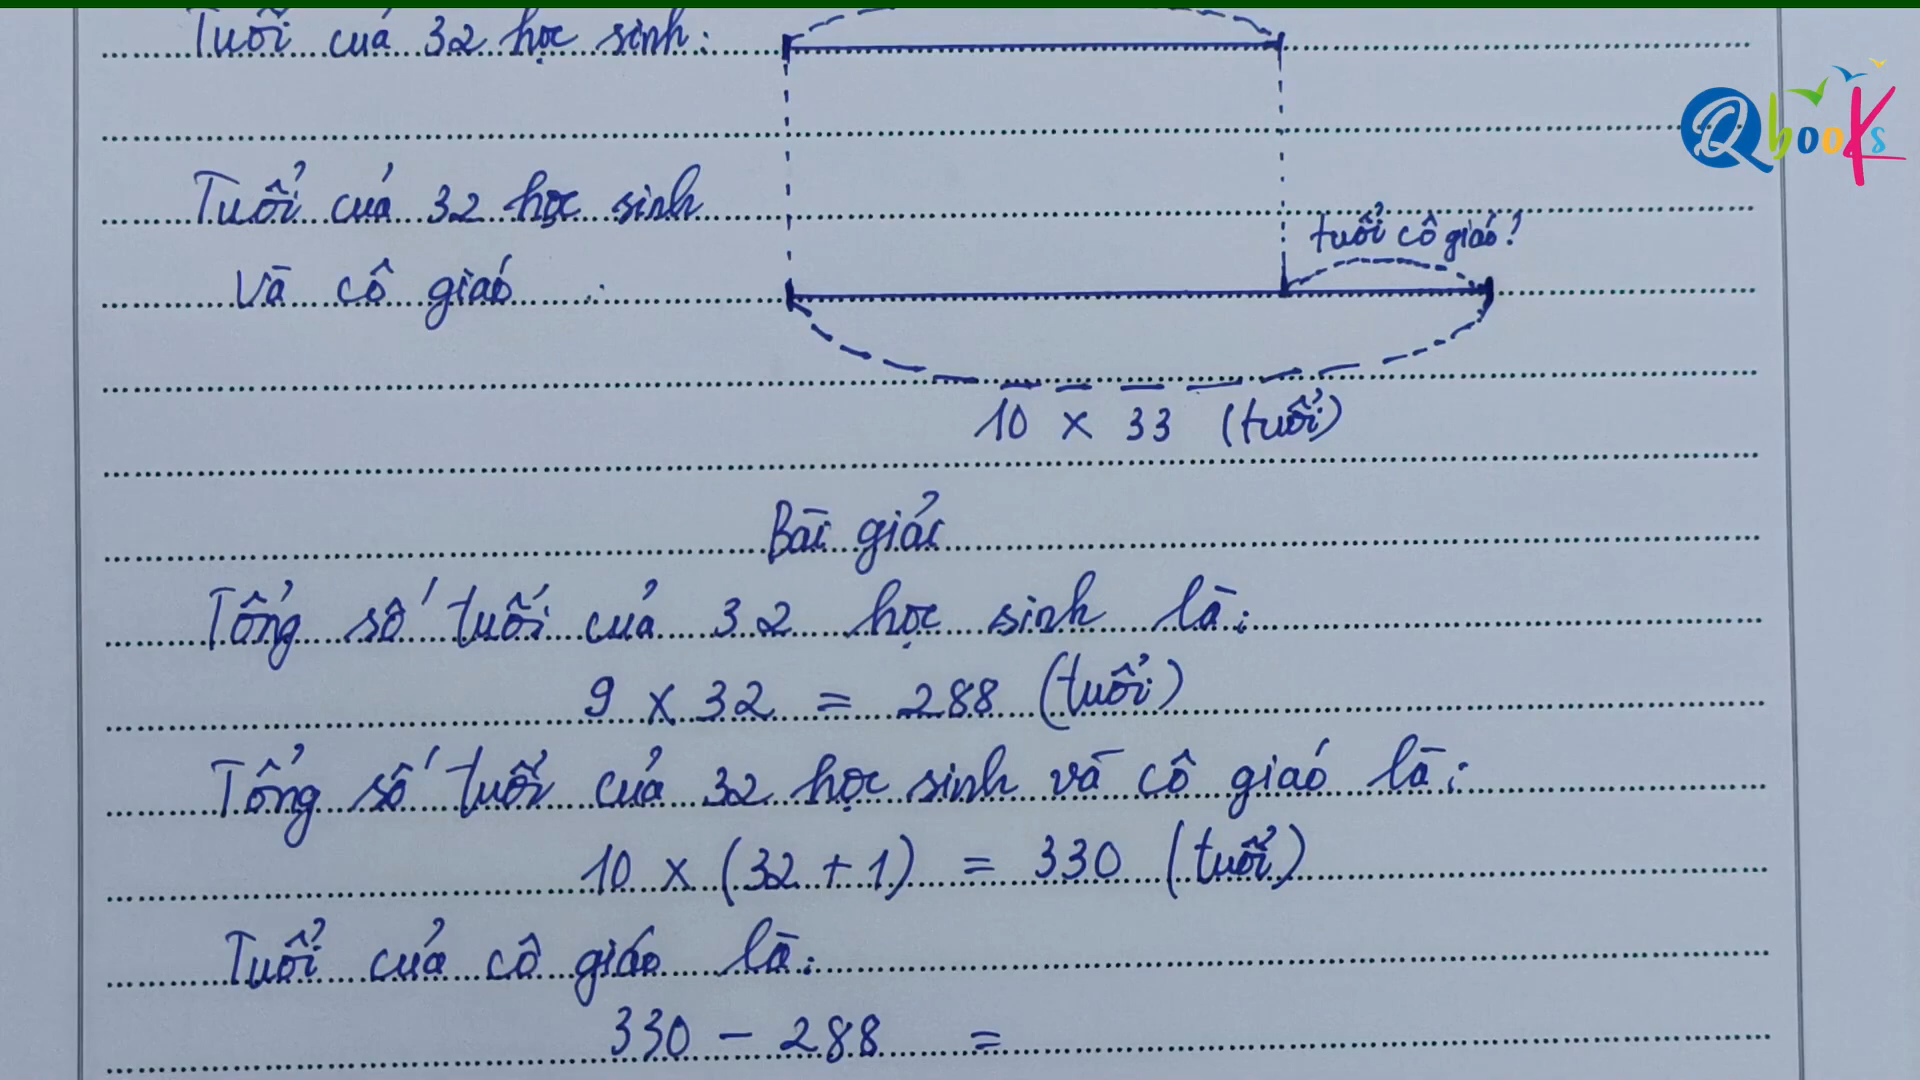 Tuổi của 32 học sinh:
Qbooks
Tuổi của 32 học sinh
tuổi cô giáo?
Và cô giáo :
10 x 33 (tuổi)
Bài giải
Tổng số tuổi của 32 học sinh là:
9 x 32 = 288 (tuổi)
Tổng số tuổi của 32 học sinh và cô giáo là:
10 x (32 + 1) = 330 (tuổi)
Tuổi của cô giáo là:
330 - 288 =